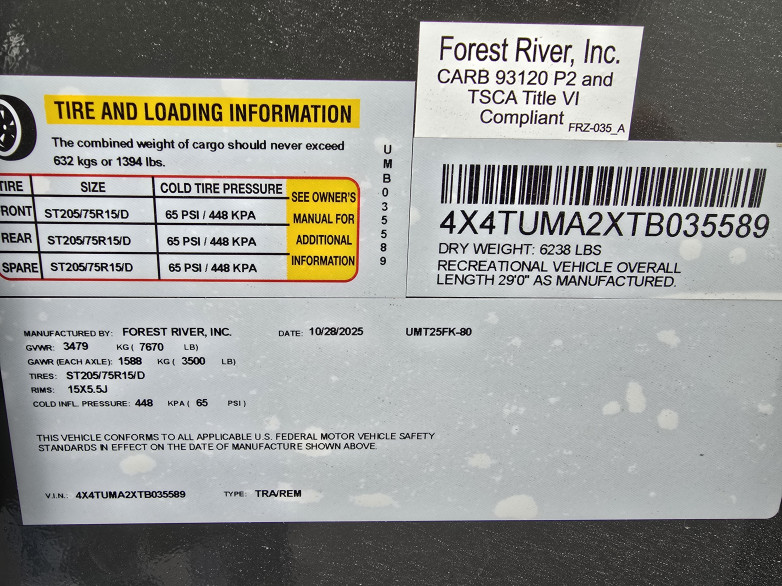 Forest River, Inc.
CARB 93120 P2 and
TSCA Title VI
Compliant
FRZ-035_A
TIRE AND LOADING INFORMATION
The combined weight of cargo should never exceed
632 kgs or 1394 lbs.
TIRE SIZE COLD TIRE PRESSURE
FRONT ST205/75R15/D 65 PSI / 448 KPA
REAR ST205/75R15/D 65 PSI / 448 KPA
SPARE ST205/75R15/D 65 PSI / 448 KPA
SEE OWNER'S
MANUAL FOR
ADDITIONAL
INFORMATION
UMB035589
4X4TUMA2XTB035589
DRY WEIGHT: 6238 LBS
RECREATIONAL VEHICLE OVERALL
LENGTH 29'0" AS MANUFACTURED.
MANUFACTURED BY: FOREST RIVER, INC. DATE: 10/28/2025 UMT25FK-80
GVWR: 3479 KG ( 7670 LB)
GAWR (EACH AXLE): 1588 KG ( 3500 LB)
TIRES: ST205/75R15/D
RIMS: 15X5.5J
COLD INFL. PRESSURE: 448 KPA ( 65 PSI )
THIS VEHICLE CONFORMS TO ALL APPLICABLE U.S. FEDERAL MOTOR VEHICLE SAFETY
STANDARDS IN EFFECT ON THE DATE OF MANUFACTURE SHOWN ABOVE.
V.I.N.: 4X4TUMA2XTB035589 TYPE: TRA/REM